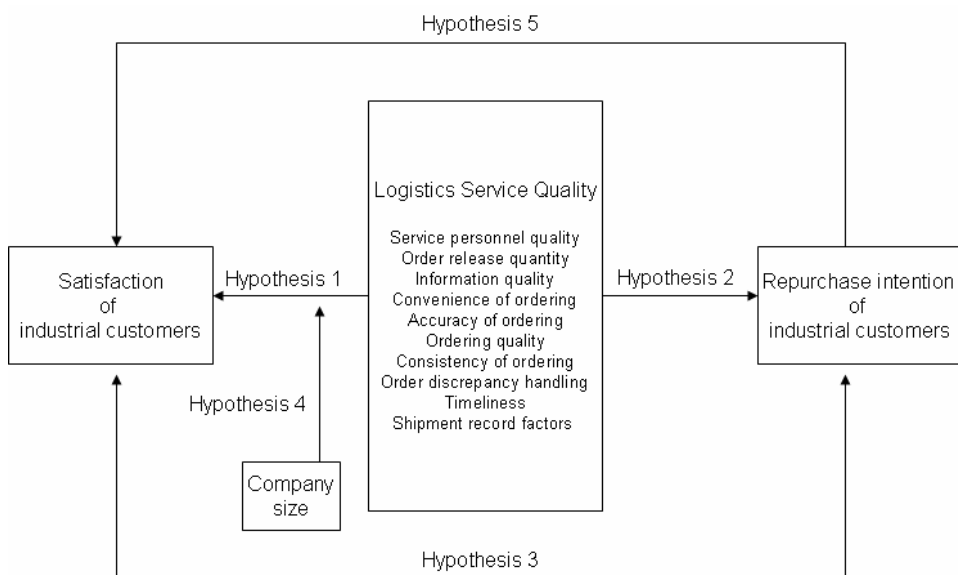 Hypothesis 5
Logistics Service Quality
Service personnel quality
Order release quantity
Information quality
Convenience of ordering
Accuracy of ordering
Ordering quality
Consistency of ordering
Order discrepancy handling
Timeliness
Shipment record factors
Satisfaction
of
industrial customers
Hypothesis 1
Hypothesis 2
Repurchase intention
of
industrial customers
Hypothesis 4
Company
size
Hypothesis 3